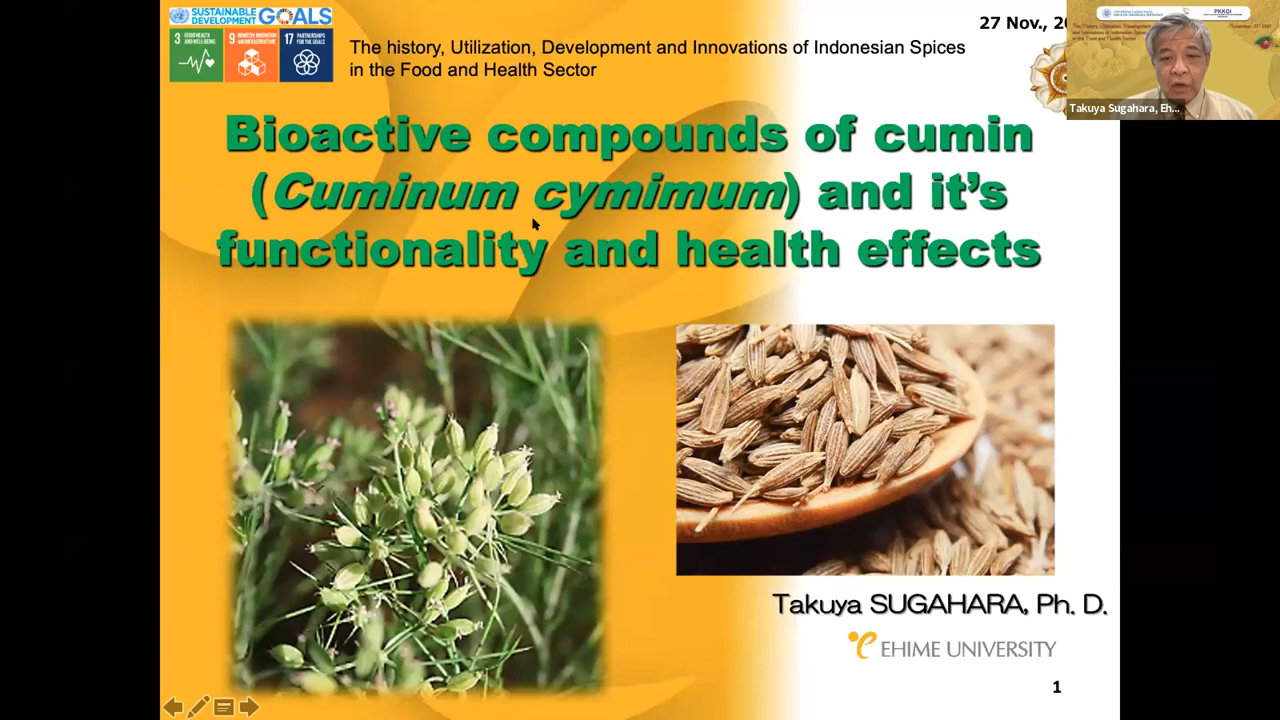 SUSTAINABLE
DEVELOPMENT GOALS
3 GOOD HEALTH
AND WELL-BEING
9 INDUSTRY, INNOVATION
AND INFRASTRUCTURE
17 PARTNERSHIPS
FOR THE GOALS
The history, Utilization, Development and Innovations of Indonesian Spices
in the Food and Health Sector
27 Nov., 20
PKKGI
Takuya Sugahara, Eh...
Bioactive compounds of cumin
(Cuminum cymimum) and it's
functionality and health effects
Takuya SUGAHARA, Ph. D.
EHIME UNIVERSITY
1